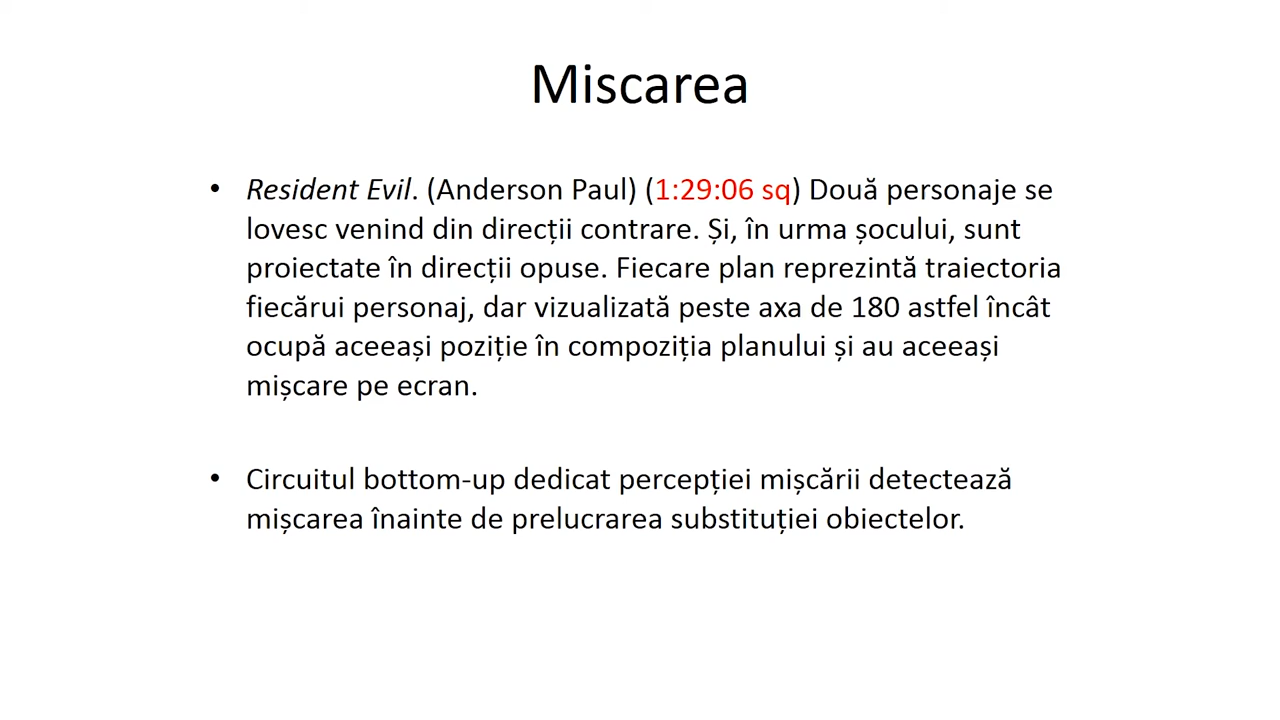 Miscarea
• Resident Evil. (Anderson Paul) (1:29:06 sq) Două personaje se
lovesc venind din direcții contrare. Și, în urma șocului, sunt
proiectate în direcții opuse. Fiecare plan reprezintă traiectoria
fiecărui personaj, dar vizualizată peste axa de 180 astfel încât
ocupă aceeași poziție în compoziția planului și au aceeași
mișcare pe ecran.
• Circuitul bottom-up dedicat percepției mișcării detectează
mișcarea înainte de prelucrarea substituției obiectelor.